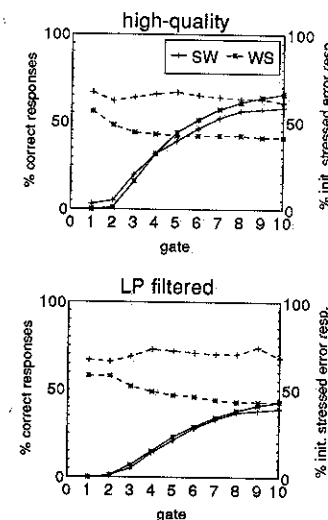 high-quality
100
50
0
% correct responses
SW WS
100
50
0
% init. stressed error resp.
0 1 2 3 4 5 6 7 8 9 10
gate
LP filtered
100
50
0
% correct responses
100
50
0
% init. stressed error resp.
0 1 2 3 4 5 6 7 8 9 10
gate